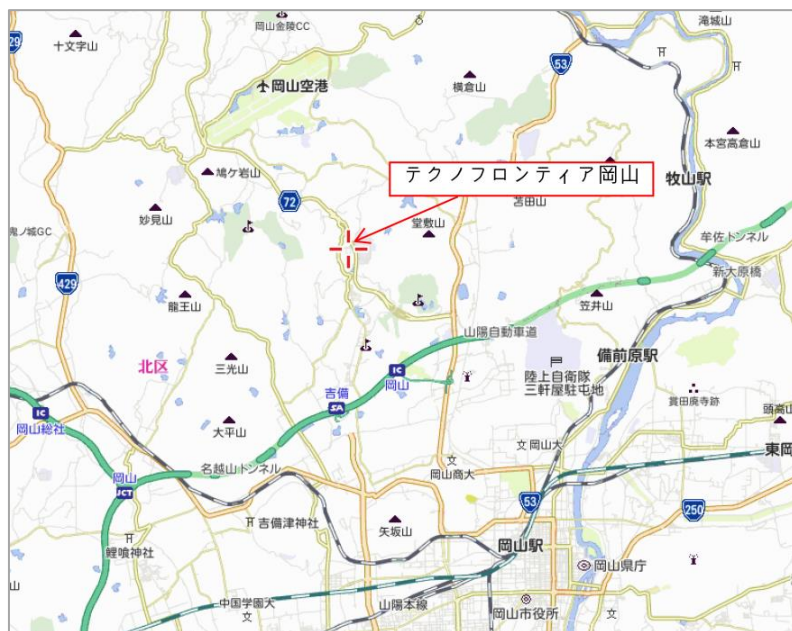 岡山金陵CC
滝城山
十文字山
429
53
岡山空港
横倉山
本宮高倉山
鳩ケ岩山
テクノフロンティア岡山
牧山駅
72
苫田山
妙見山
堂敷山
鬼ノ城GC
牟佐トンネル
新大原橋
429
龍王山
笠井山
山陽自動車道
備前原駅
北区
三光山
IC
岡山
陸上自衛隊
三軒屋駐屯地
吉備
SA
賞田廃寺跡
IC
岡山総社
大平山
頭高山
文 岡山大
東岡
岡山
JCT
名越山トンネル
文
岡山商大
53
250
吉備津神社
矢坂山
鯉喰神社
岡山駅
岡山県庁
山
中国学園大
文
山陽本線
岡山市役所
文
文